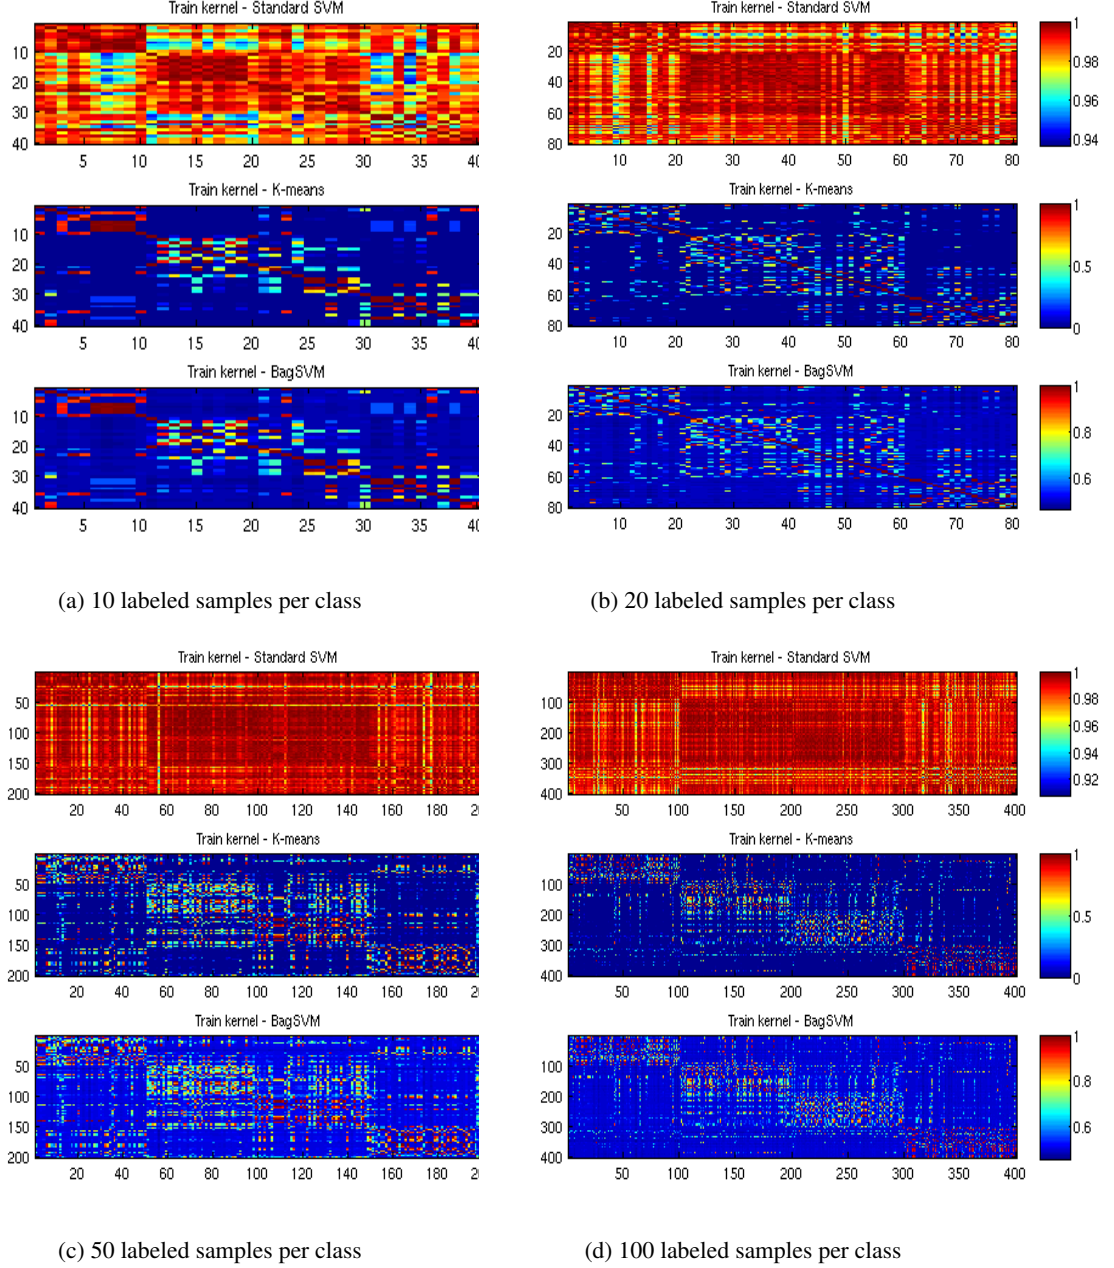 Train kernel - Standard SVM
10
20
30
40
5 10 15 20 25 30 35 40
Train kernel - K-means
10
20
30
40
5 10 15 20 25 30 35 40
Train kernel - BagSVM
10
20
30
40
5 10 15 20 25 30 35 40
(a) 10 labeled samples per class
Train kernel - Standard SVM
20
40
60
80
10 20 30 40 50 60 70 80
1
0.98
0.96
0.94
Train kernel - K-means
20
40
60
80
10 20 30 40 50 60 70 80
1
0.5
0
Train kernel - BagSVM
20
40
60
80
10 20 30 40 50 60 70 80
1
0.8
0.6
(b) 20 labeled samples per class
Train kernel - Standard SVM
50
100
150
200
20 40 60 80 100 120 140 160 180 20
Train kernel - K-means
50
100
150
200
20 40 60 80 100 120 140 160 180 20
Train kernel - BagSVM
50
100
150
200
20 40 60 80 100 120 140 160 180 20
(c) 50 labeled samples per class
Train kernel - Standard SVM
100
200
300
400
50 100 150 200 250 300 350 400
1
0.98
0.96
0.94
0.92
Train kernel - K-means
100
200
300
400
50 100 150 200 250 300 350 400
1
0.5
0
Train kernel - BagSVM
100
200
300
400
50 100 150 200 250 300 350 400
1
0.8
0.6
(d) 100 labeled samples per class